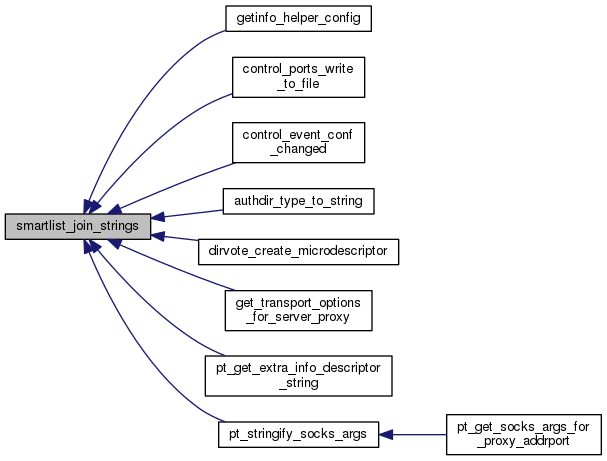 getinfo_helper_config
control_ports_write
_to_file
control_event_conf
_changed
authdir_type_to_string
smartlist_join_strings
dirvote_create_microdescriptor
get_transport_options
_for_server_proxy
pt_get_extra_info_descriptor
_string
pt_stringify_socks_args
pt_get_socks_args_for
_proxy_addrport